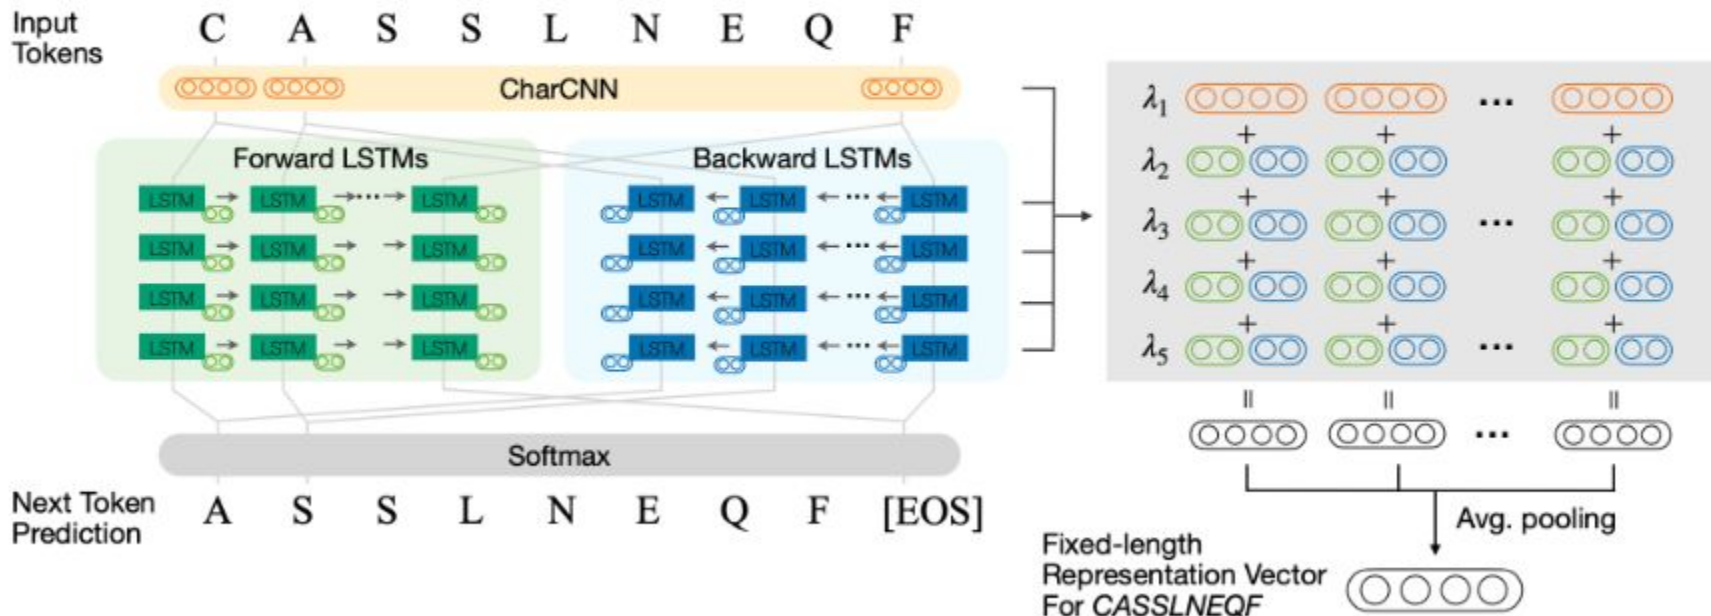 Input
Tokens
C A S S L N E Q F
CharCNN
Forward LSTMs
Backward LSTMs
LSTM → LSTM →···→ LSTM
LSTM ← LSTM ←··· ← LSTM
LSTM → LSTM → → LSTM
LSTM ← LSTM ←··· ← LSTM
LSTM → LSTM → → LSTM
LSTM ← LSTM ←··· ← LSTM
LSTM → LSTM → → LSTM
LSTM ← LSTM ←··· ← LSTM
Softmax
Next Token
Prediction
A S S L N E Q F [EOS]
λ1 ...
+ + +
λ2
+ + +
λ3 ...
+ + +
λ4
+ + +
λ5 ...
= = =
...
Avg. pooling
Fixed-length
Representation Vector
For CASSLNEQF